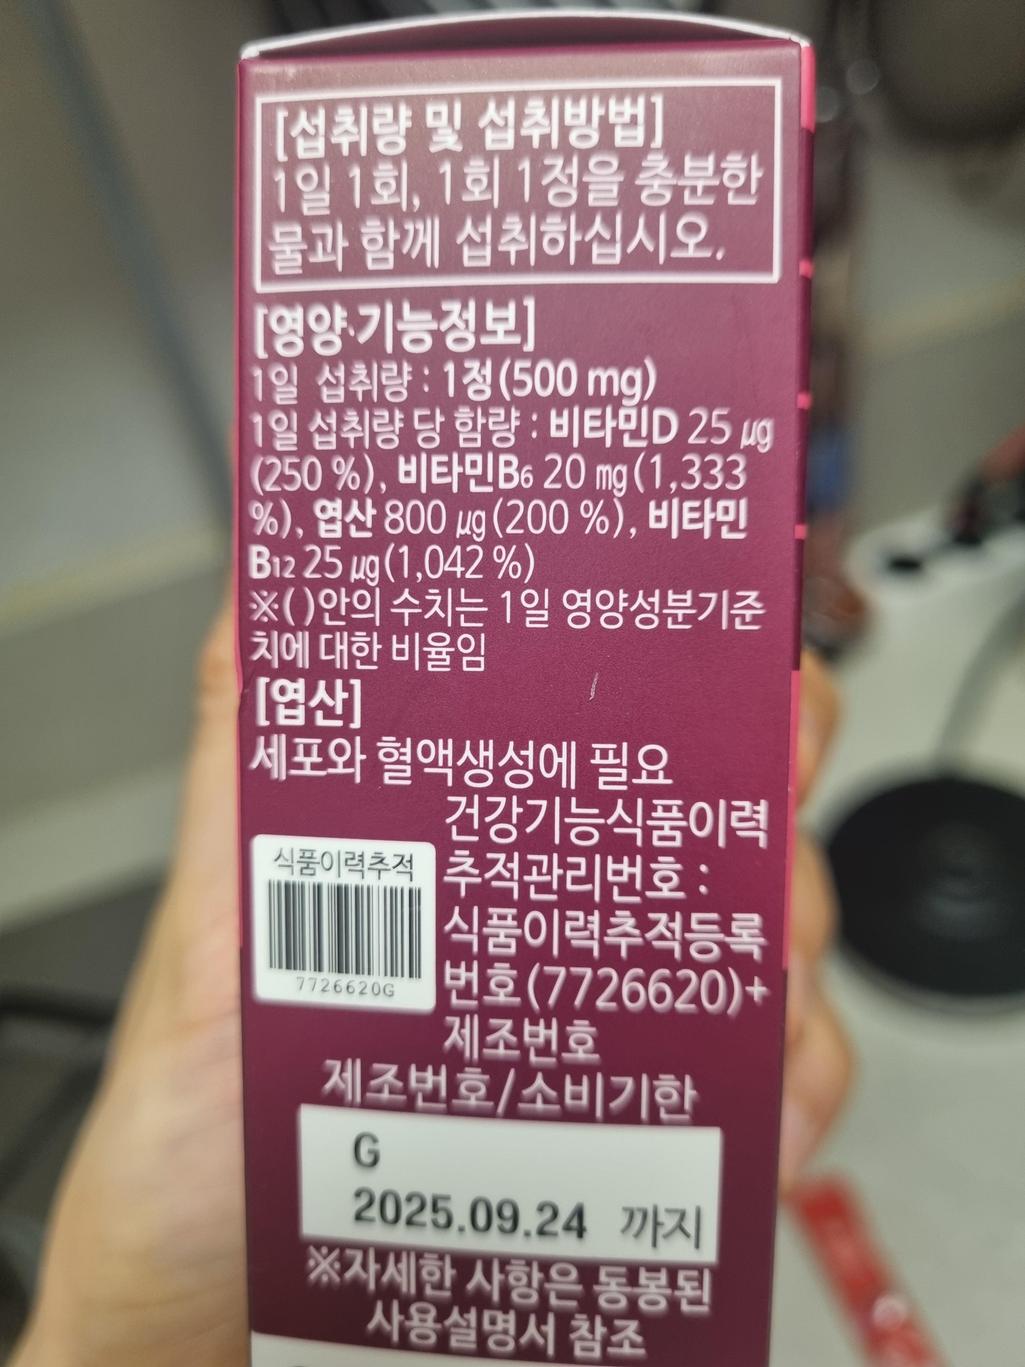 [섭취량 및 섭취방법]
1일 1회, 1회 1정을 충분한
물과 함께 섭취하십시오.
[영양·기능정보]
1일 섭취량 : 1정(500 mg)
1일 섭취량 당 함량 : 비타민D 25 ㎍
(250 %), 비타민B₆ 20 ㎎(1,333
%), 엽산 800 ㎍(200 %), 비타민
B₁₂ 25 ㎍(1,042 %)
※( )안의 수치는 1일 영양성분기준
치에 대한 비율임
[엽산]
세포와 혈액생성에 필요
건강기능식품이력
추적관리번호 :
식품이력추적등록
번호(7726620)+
제조번호
식품이력추적
7726620G
제조번호/소비기한
G
2025.09.24 까지
※자세한 사항은 동봉된
사용설명서 참조